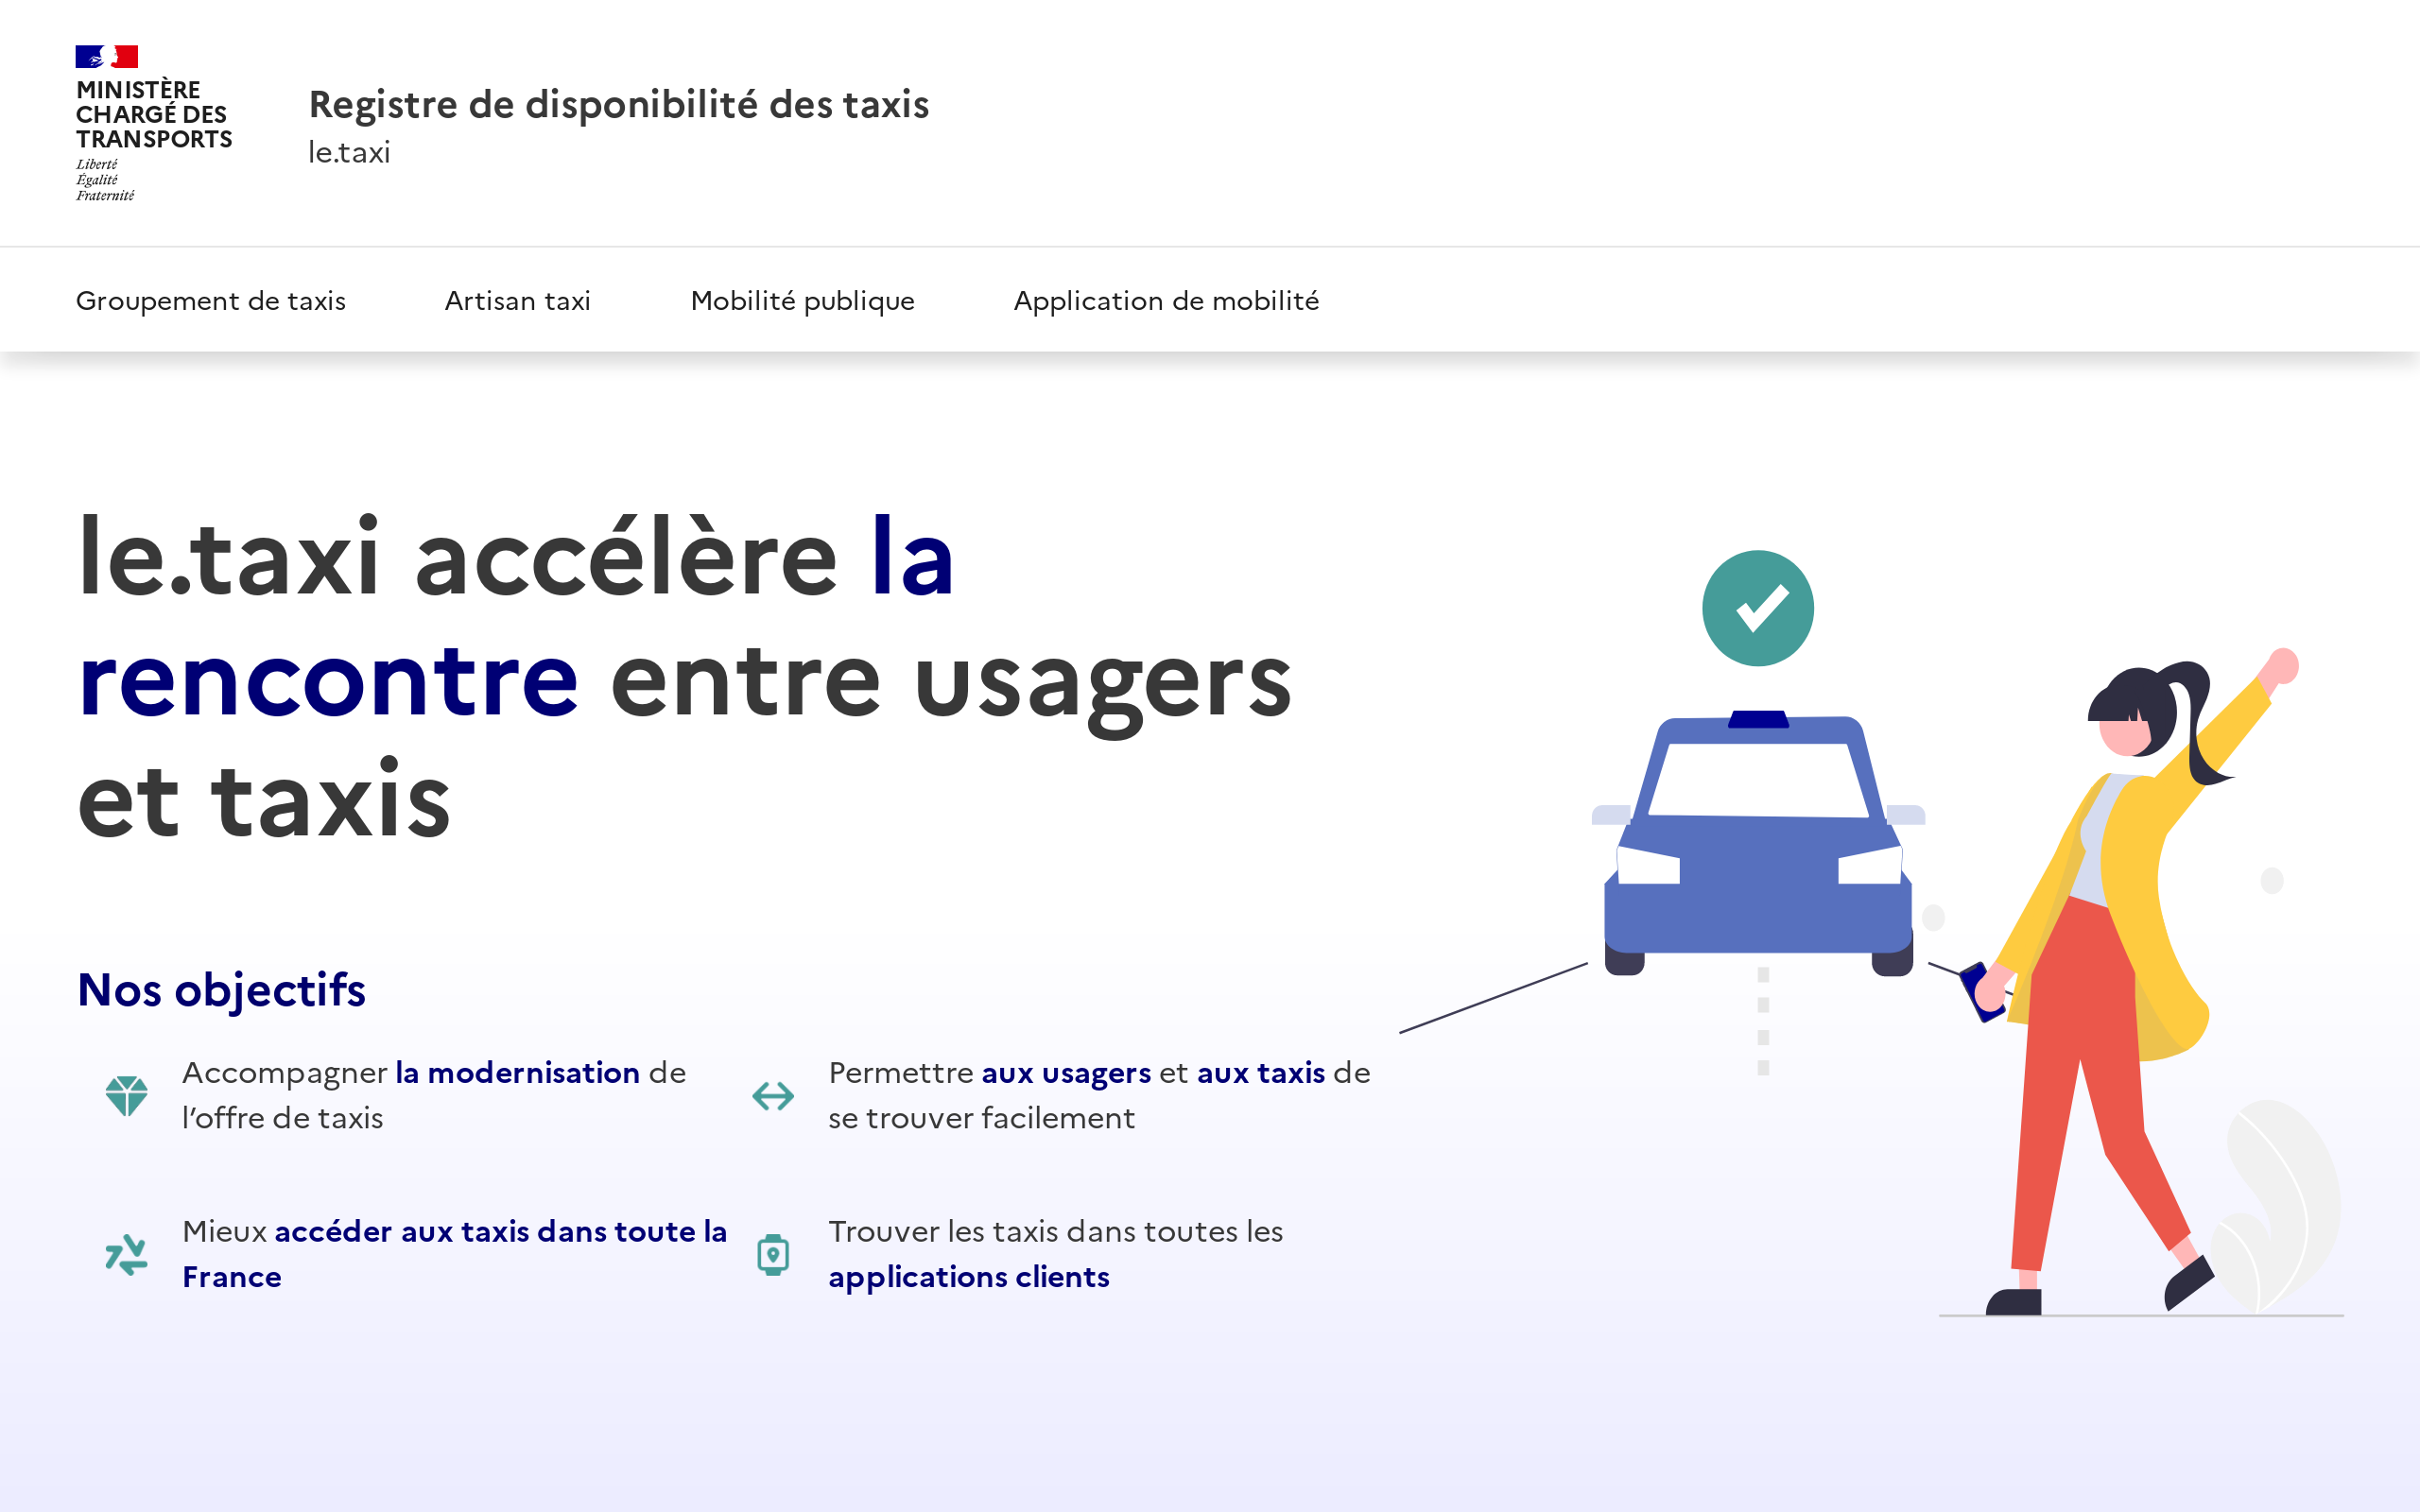 MINISTÈRE
CHARGÉ DES
TRANSPORTS
Liberté
Égalité
Fraternité
Registre de disponibilité des taxis
le.taxi
Groupement de taxis
Artisan taxi
Mobilité publique
Application de mobilité
le.taxi accélère la
rencontre entre usagers
et taxis
Nos objectifs
Accompagner la modernisation de
l’offre de taxis
Permettre aux usagers et aux taxis de
se trouver facilement
Mieux accéder aux taxis dans toute la
France
Trouver les taxis dans toutes les
applications clients